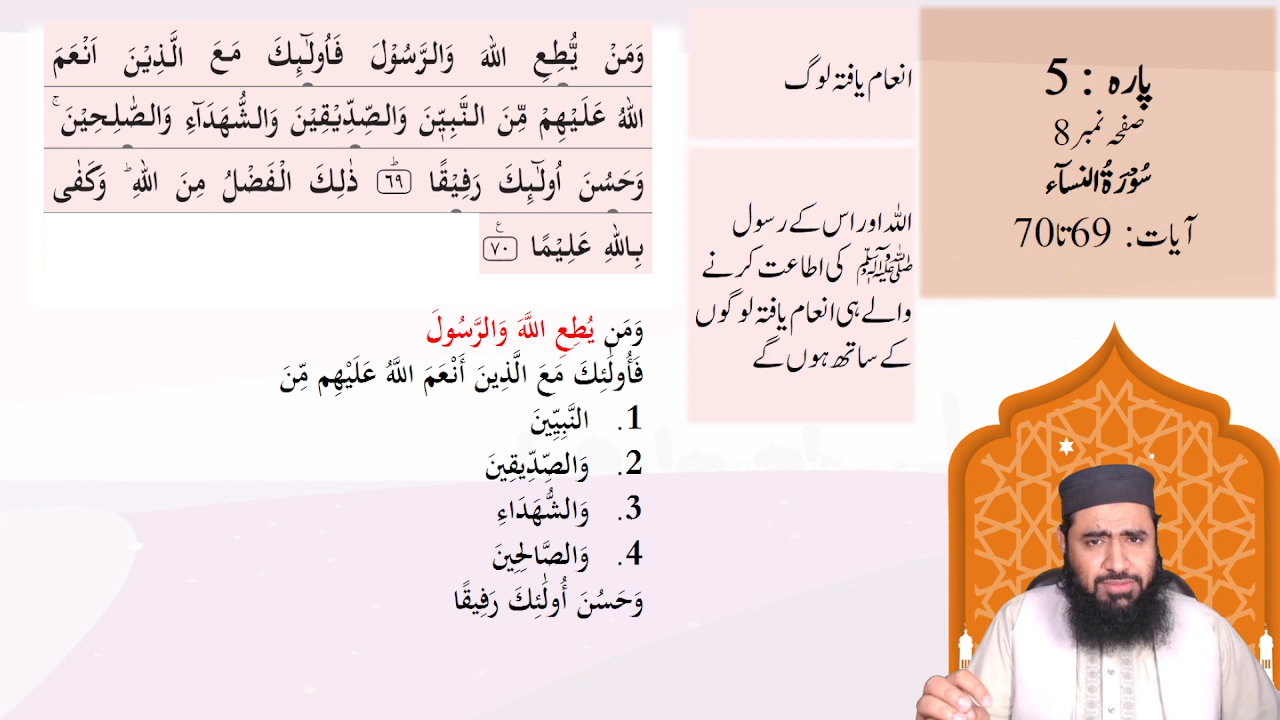 پارہ : 5
صفحہ نمبر 8
سُوْرَۃُ النسآء
آیات: 69 تا 70
انعام یافتہ لوگ
اللہ اور اس کے رسول
ﷺ کی اطاعت کرنے
والے ہی انعام یافتہ لوگوں
کے ساتھ ہوں گے
وَمَنْ يُّطِعِ اللّٰهَ وَالرَّسُوْلَ فَاُولٰٓئِكَ مَعَ الَّذِيْنَ اَنْعَمَ
اللّٰهُ عَلَيْهِمْ مِّنَ النَّبِيّٖنَ وَالصِّدِّيْقِيْنَ وَالشُّهَدَآءِ وَالصّٰلِحِيْنَ ۚ
وَحَسُنَ اُولٰٓئِكَ رَفِيْقًا ؕ ﴿٦٩﴾ ذٰلِكَ الْفَضْلُ مِنَ اللّٰهِ ؕ وَكَفٰى
بِاللّٰهِ عَلِيْمًا ﴿٧٠﴾ ع
وَمَن يُطِعِ اللَّهَ وَالرَّسُولَ
فَأُولَٰئِكَ مَعَ الَّذِينَ أَنْعَمَ اللَّهُ عَلَيْهِم مِّنَ
1. النَّبِيِّينَ
2. وَالصِّدِّيقِينَ
3. وَالشُّهَدَاءِ
4. وَالصَّالِحِينَ
وَحَسُنَ أُولَٰئِكَ رَفِيقًا